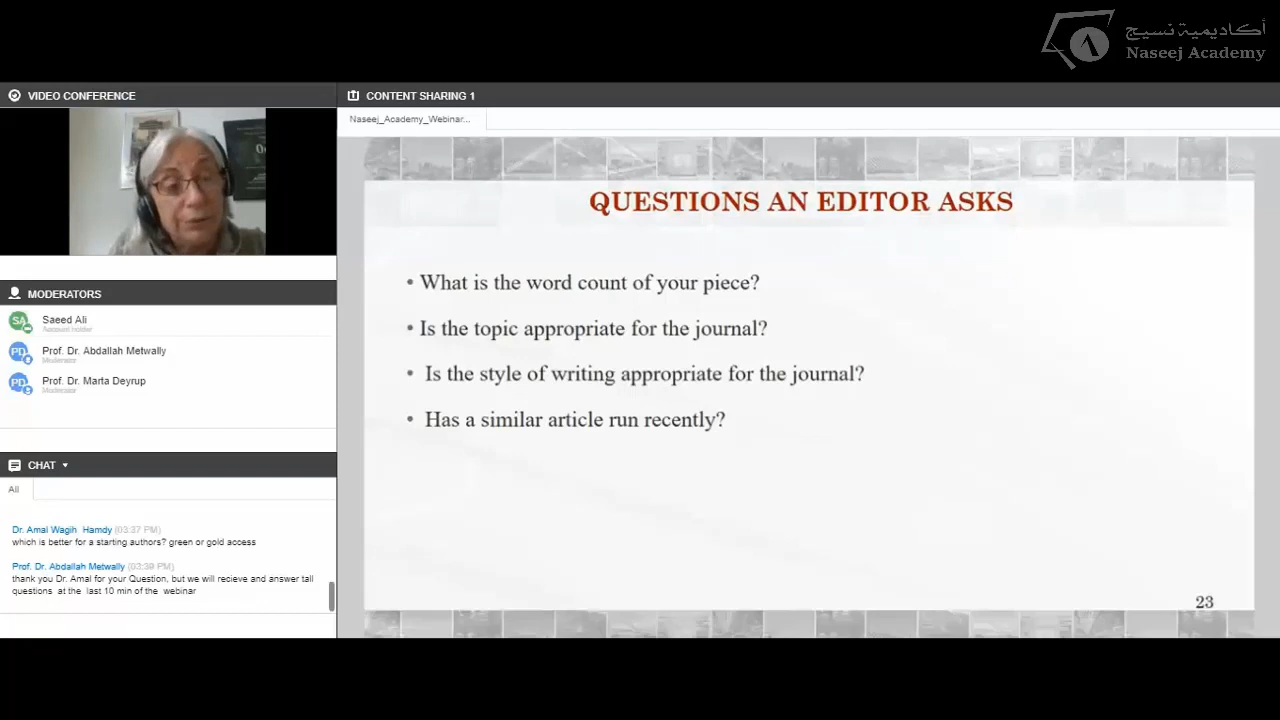 أكاديمية نسيج
Naseej Academy
VIDEO CONFERENCE
CONTENT SHARING 1
Naseej_Academy_Webinar...
QUESTIONS AN EDITOR ASKS
• What is the word count of your piece?
• Is the topic appropriate for the journal?
• Is the style of writing appropriate for the journal?
• Has a similar article run recently?
23
MODERATORS
SA
Saeed Ali
Account holder
PD
Prof. Dr. Abdallah Metwally
Moderator
PD
Prof. Dr. Marta Deyrup
Moderator
CHAT
All
Dr. Amal Wagih Hamdy (03:37 PM)
which is better for a starting authors? green or gold access
Prof. Dr. Abdallah Metwally (03:39 PM)
thank you Dr. Amal for your Question, but we will recieve and answer tall
questions at the last 10 min of the webinar